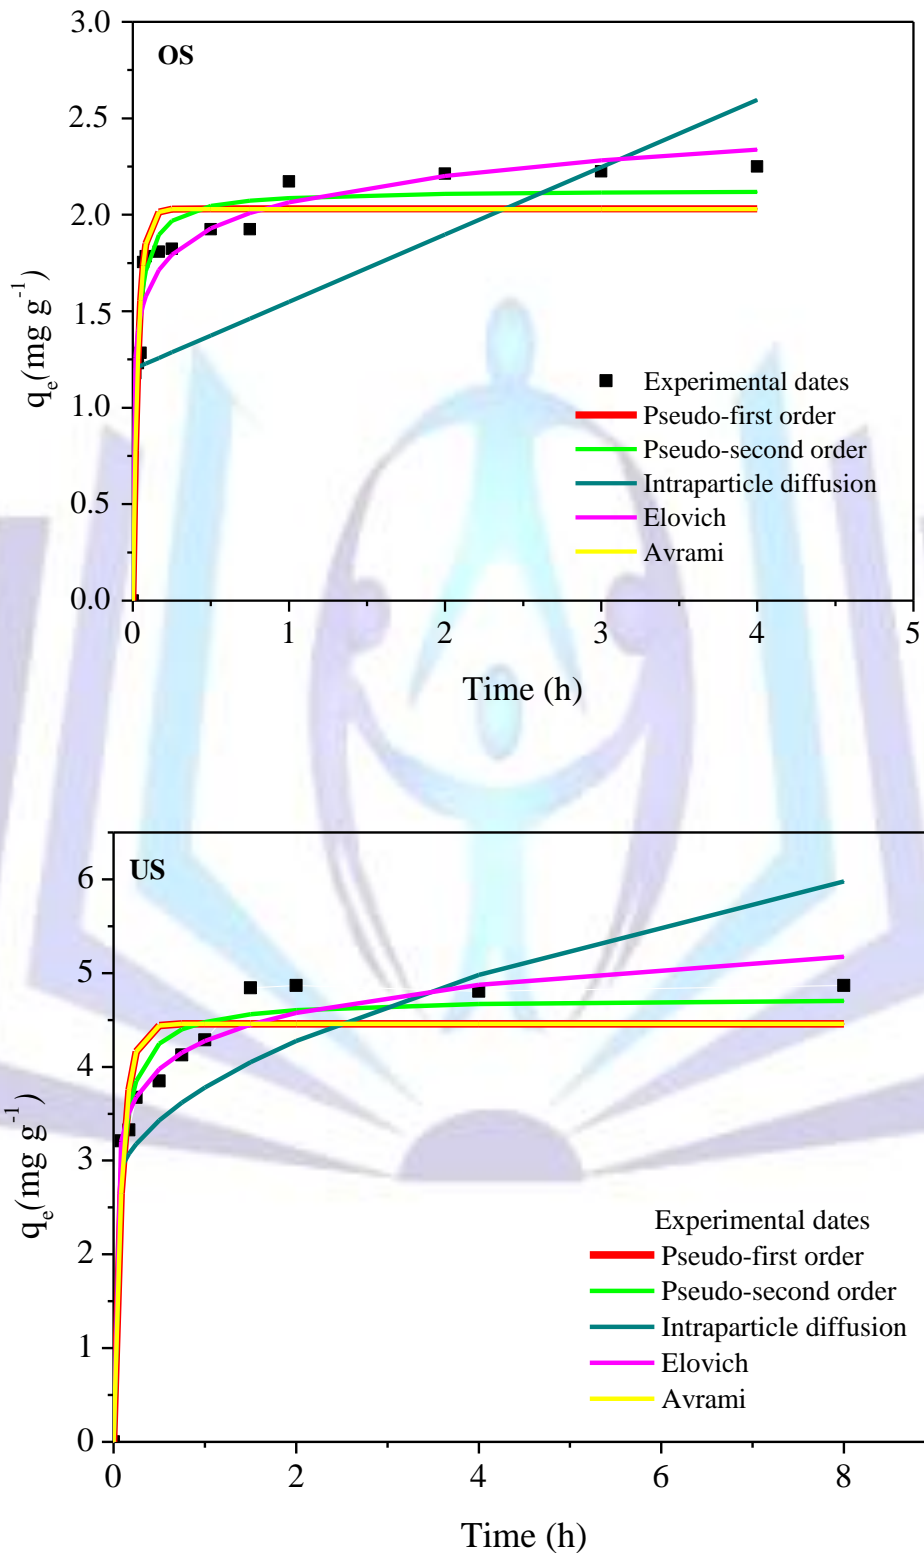 3.0
OS
2.5
2.0
1.5
1.0
0.5
0.0
q_e(mg g^-1)
Experimental dates
Pseudo-first order
Pseudo-second order
Intraparticle diffusion
Elovich
Avrami
0 1 2 3 4 5
Time (h)
US
6
5
4
3
2
1
0
q_e(mg g^-1)
Experimental dates
Pseudo-first order
Pseudo-second order
Intraparticle diffusion
Elovich
Avrami
0 2 4 6 8
Time (h)